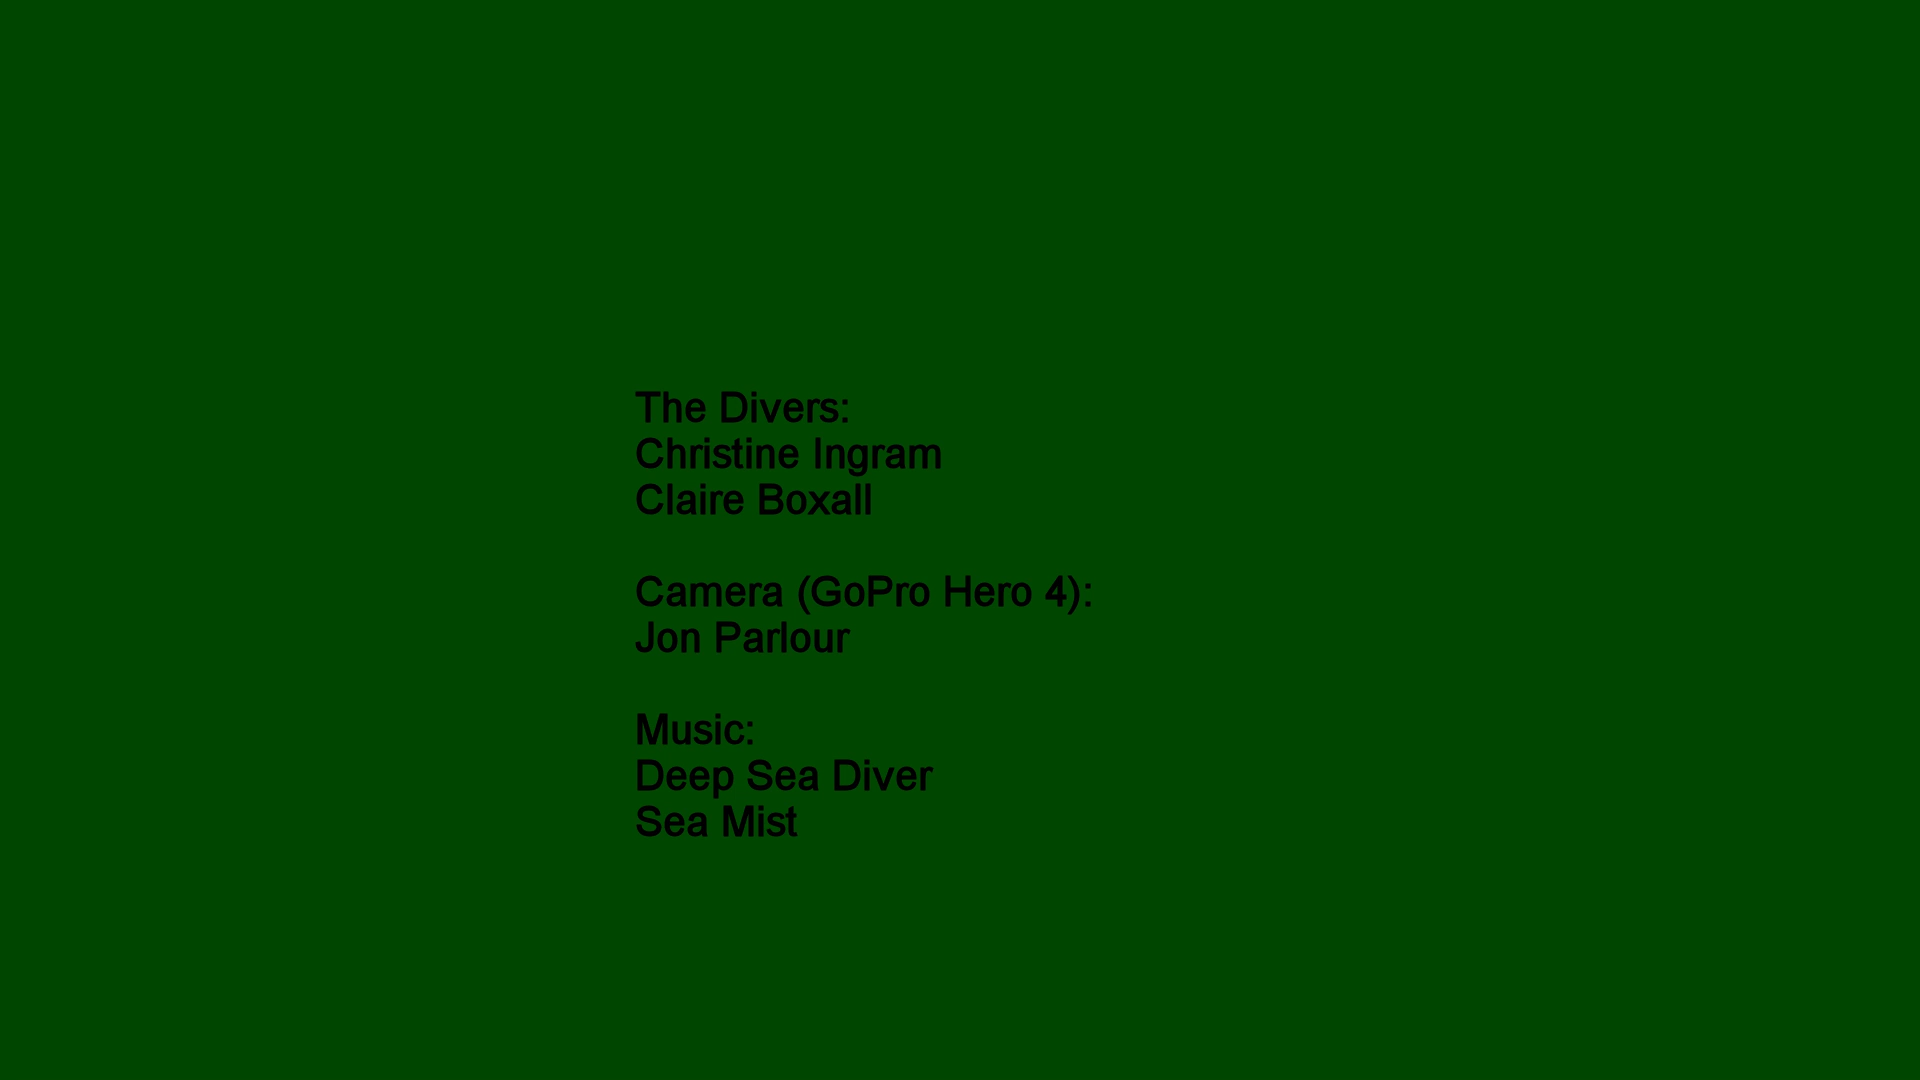 The Divers:
Christine Ingram
Claire Boxall
Camera (GoPro Hero 4):
Jon Parlour
Music:
Deep Sea Diver
Sea Mist